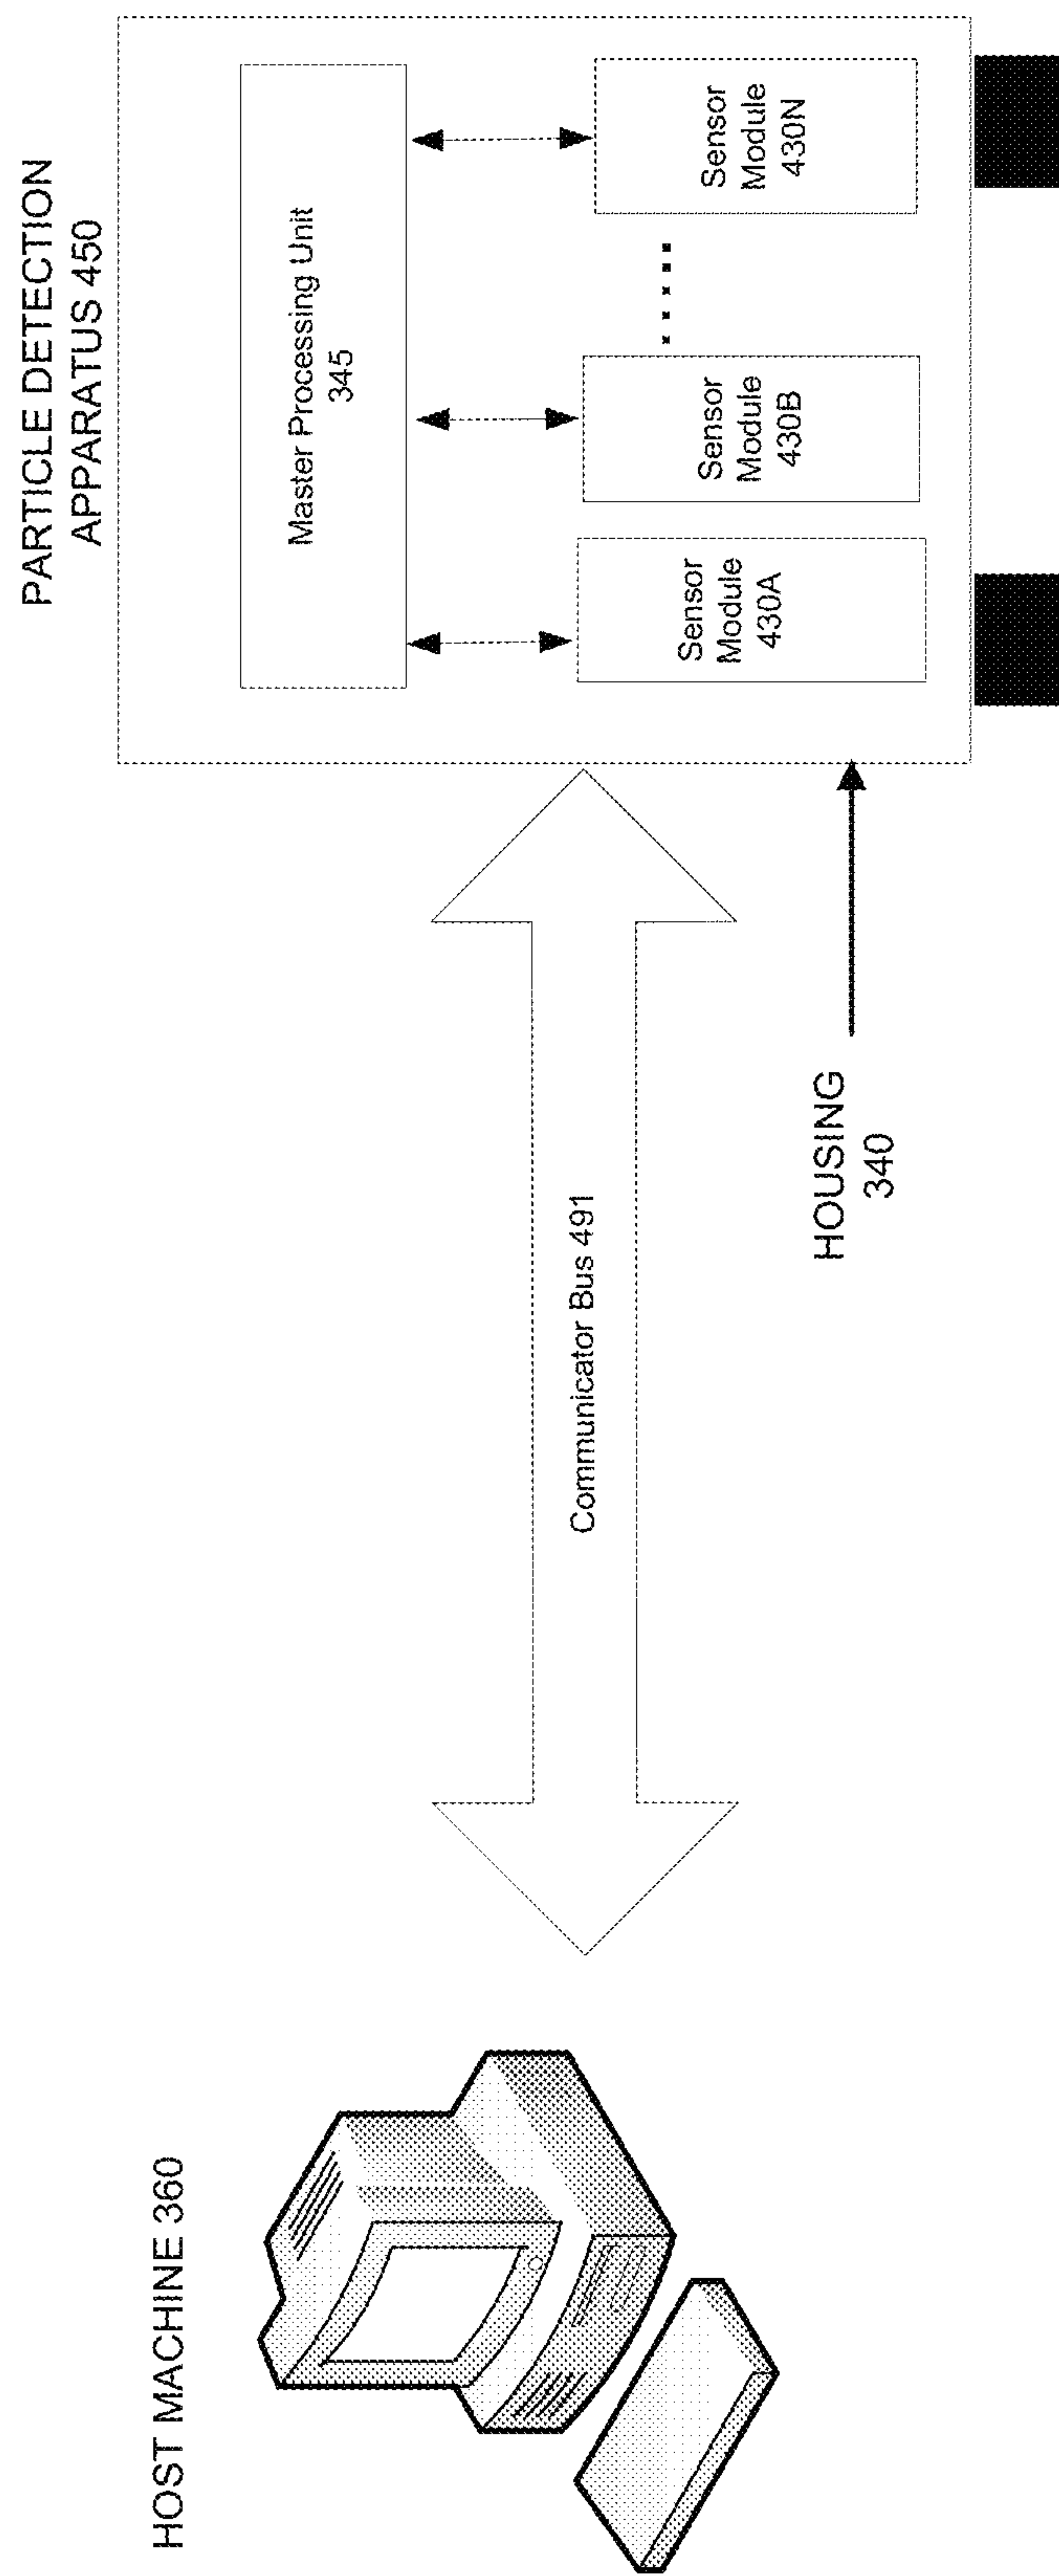 HOST MACHINE 360
Communicator Bus 491
HOUSING
340
PARTICLE DETECTION
APPARATUS 450
Master Processing Unit
345
Sensor
Module
430A
Sensor
Module
430B
Sensor
Module
430N